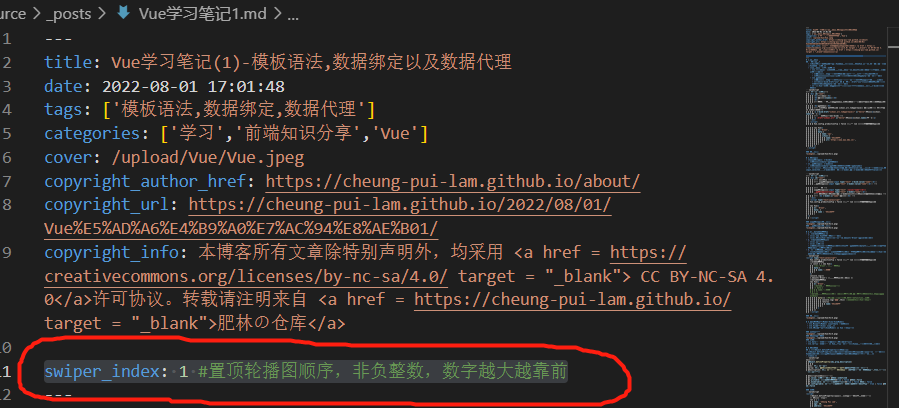 urce > _posts > Vue学习笔记1.md > ...
1 ---
2 title: Vue学习笔记(1)-模板语法,数据绑定以及数据代理
3 date: 2022-08-01 17:01:48
4 tags: ['模板语法,数据绑定,数据代理']
5 categories: ['学习','前端知识分享','Vue']
6 cover: /upload/Vue/Vue.jpeg
7 copyright_author_href: https://cheung-pui-lam.github.io/about/
8 copyright_url: https://cheung-pui-lam.github.io/2022/08/01/
Vue%E5%AD%A6%E4%B9%A0%E7%AC%94%E8%AE%B01/
9 copyright_info: 本博客所有文章除特别声明外，均采用 <a href = https://
creativecommons.org/licenses/by-nc-sa/4.0/ target = "_blank"> CC BY-NC-SA 4.
0</a>许可协议。转载请注明来自 <a href = https://cheung-pui-lam.github.io/
target = "_blank">肥林の仓库</a>
10
11 swiper_index: 1 #置顶轮播图顺序，非负整数，数字越大越靠前
12 ---